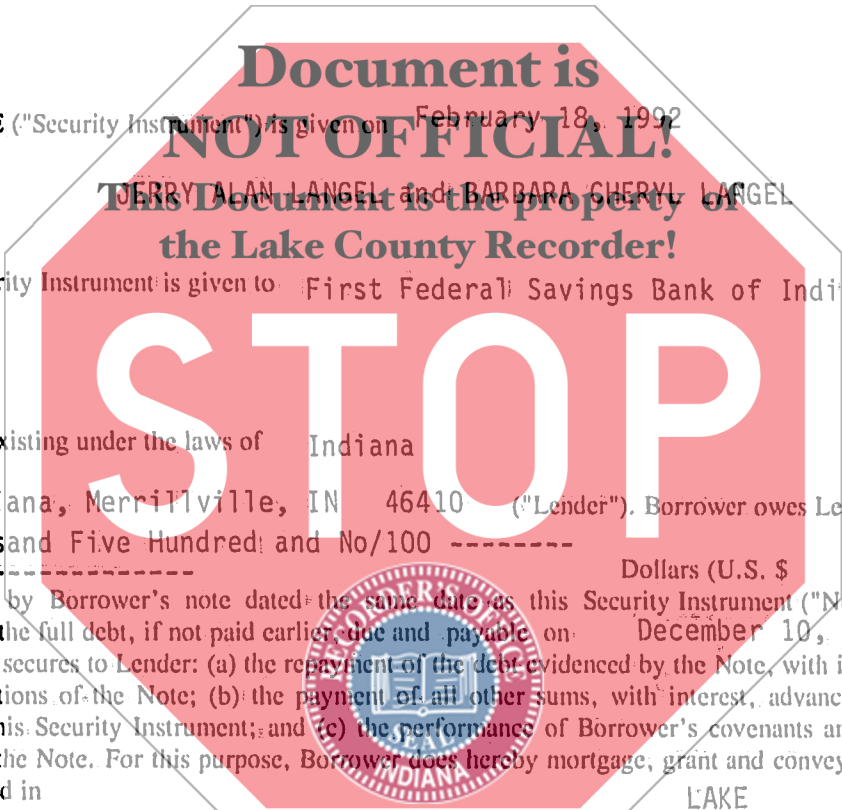 Document is
E ("Security Instrument") is given on February 18, 1992
NOT OFFICIAL!
JERRY ALAN LANGEL and BARBARA CHERYL LANGEL
This Document is the property of
the Lake County Recorder!
rity Instrument is given to First Federal Savings Bank of Indi
STOP
xisting under the laws of Indiana
iana, Merrillville, IN 46410 ("Lender"). Borrower owes Le
sand Five Hundred and No/100 --------
-------------- Dollars (U.S. $
by Borrower's note dated the same date as this Security Instrument ("N
the full debt, if not paid earlier, due and payable on December 10,
secures to Lender: (a) the repayment of the debt evidenced by the Note, with i
tions of the Note; (b) the payment of all other sums, with interest, advanc
his Security Instrument; and (c) the performance of Borrower's covenants a
the Note. For this purpose, Borrower does hereby mortgage, grant and convey
d in LAKE
RECORDER'S OFFICE
SEAL
INDIANA